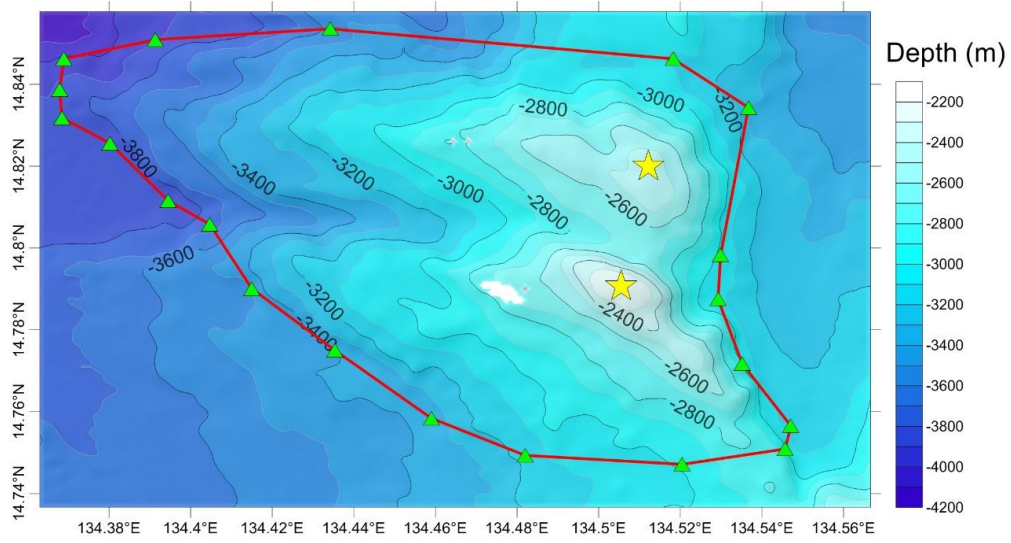 Depth (m)
-2200
-2400
-2600
-2800
-3000
-3200
-3400
-3600
-3800
-4000
-4200
14.84°N
14.82°N
14.8°N
14.78°N
14.76°N
14.74°N
-2800
-3000
-3200
-3800
-3400
-3200
-3000
-2800
-2600
-3600
-3200
-3400
-2400
-2600
-2800
134.38°E
134.4°E
134.42°E
134.44°E
134.46°E
134.48°E
134.5°E
134.52°E
134.54°E
134.56°E